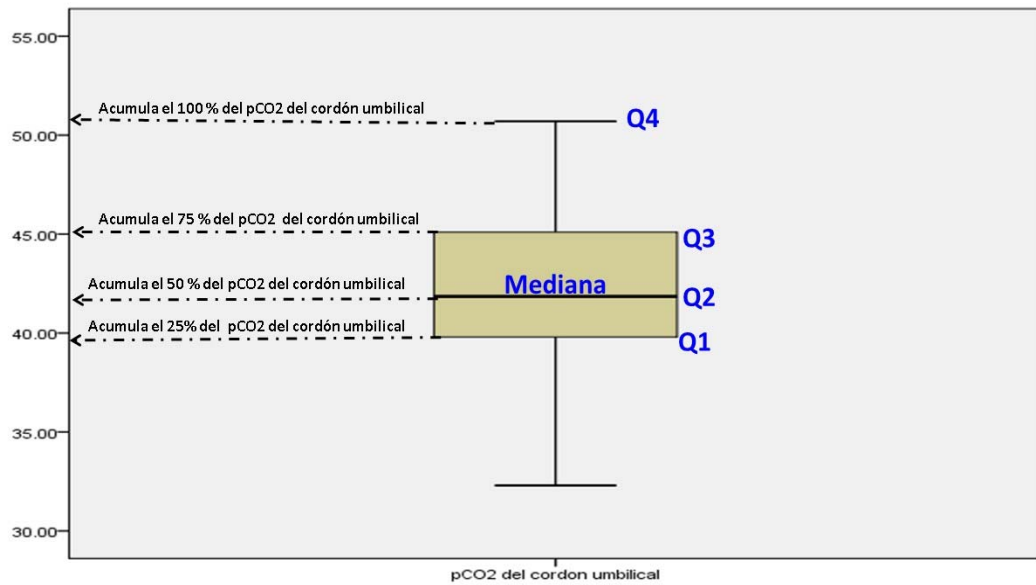 55.00
Acumula el 100 % del pCO2 del cordón umbilical
Q4
50.00
Acumula el 75 % del pCO2 del cordón umbilical
45.00
Q3
Acumula el 50 % del pCO2 del cordón umbilical
Mediana
Q2
Acumula el 25% del pCO2 del cordón umbilical
40.00
Q1
35.00
30.00
pCO2 del cordon umbilical